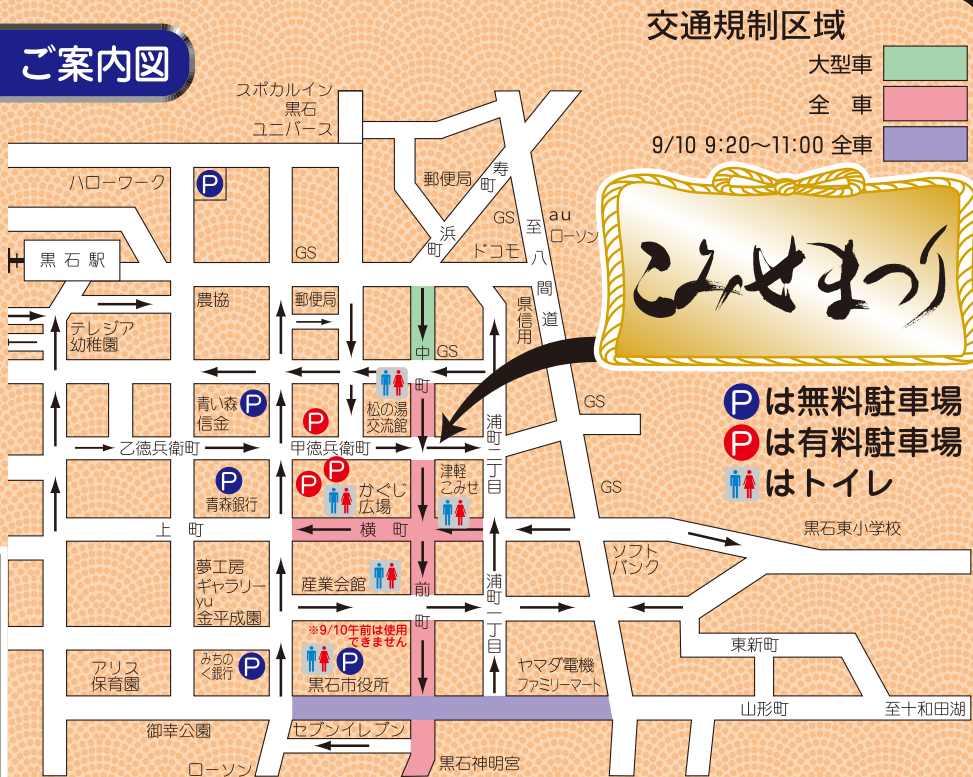 交通規制区域
ご案内図
大型車
全 車
9/10 9:20〜11:00 全車
スポカルイン
黒石
ユニバース
ハローワーク
P
郵便局
寿町
浜町
GS
au
ローソン
ドコモ
GS
至八間道
こみせまつり
黒石駅
農協
郵便局
県信用
テレジア
幼稚園
中町
GS
青い森
信金
P
P
松の湯
交流館
GS
Pは無料駐車場
Pは有料駐車場
はトイレ
乙徳兵衛町
甲徳兵衛町
浦町二丁目
P
青森銀行
P
P
かぐじ
広場
津軽
こみせ
GS
上町
横町
黒石東小学校
夢工房
ギャラリー
yu
金平成園
産業会館
前町
浦町一丁目
ソフト
バンク
※9/10午前は使用
できません
アリス
保育園
みちの
く銀行
P
P
黒石市役所
ヤマダ電機
ファミリーマート
東新町
山形町
至十和田湖
御幸公園
セブンイレブン
ローソン
黒石神明宮